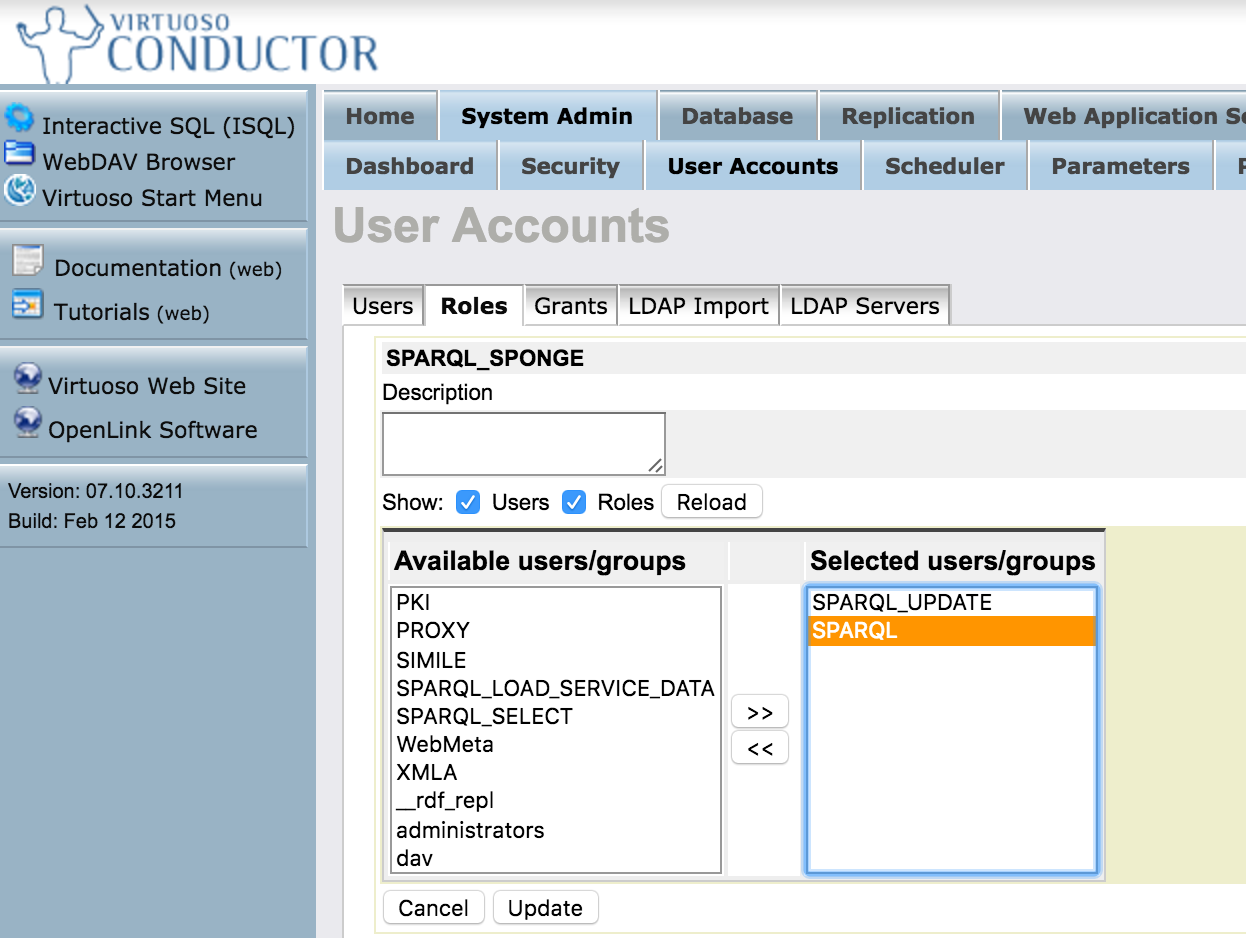 VIRTUOSO
CONDUCTOR
Interactive SQL (ISQL)
WebDAV Browser
Virtuoso Start Menu
Documentation (web)
Tutorials (web)
Virtuoso Web Site
OpenLink Software
Version: 07.10.3211
Build: Feb 12 2015
Home System Admin Database Replication Web Application
Dashboard Security User Accounts Scheduler Parameters
User Accounts
Users Roles Grants LDAP Import LDAP Servers
SPARQL_SPONGE
Description
Show: Users Roles Reload
Available users/groups Selected users/groups
PKI
PROXY
SIMILE
SPARQL_LOAD_SERVICE_DATA
SPARQL_SELECT
WebMeta
XMLA
__rdf_repl
administrators
dav
>>
<<
SPARQL_UPDATE
SPARQL
Cancel Update